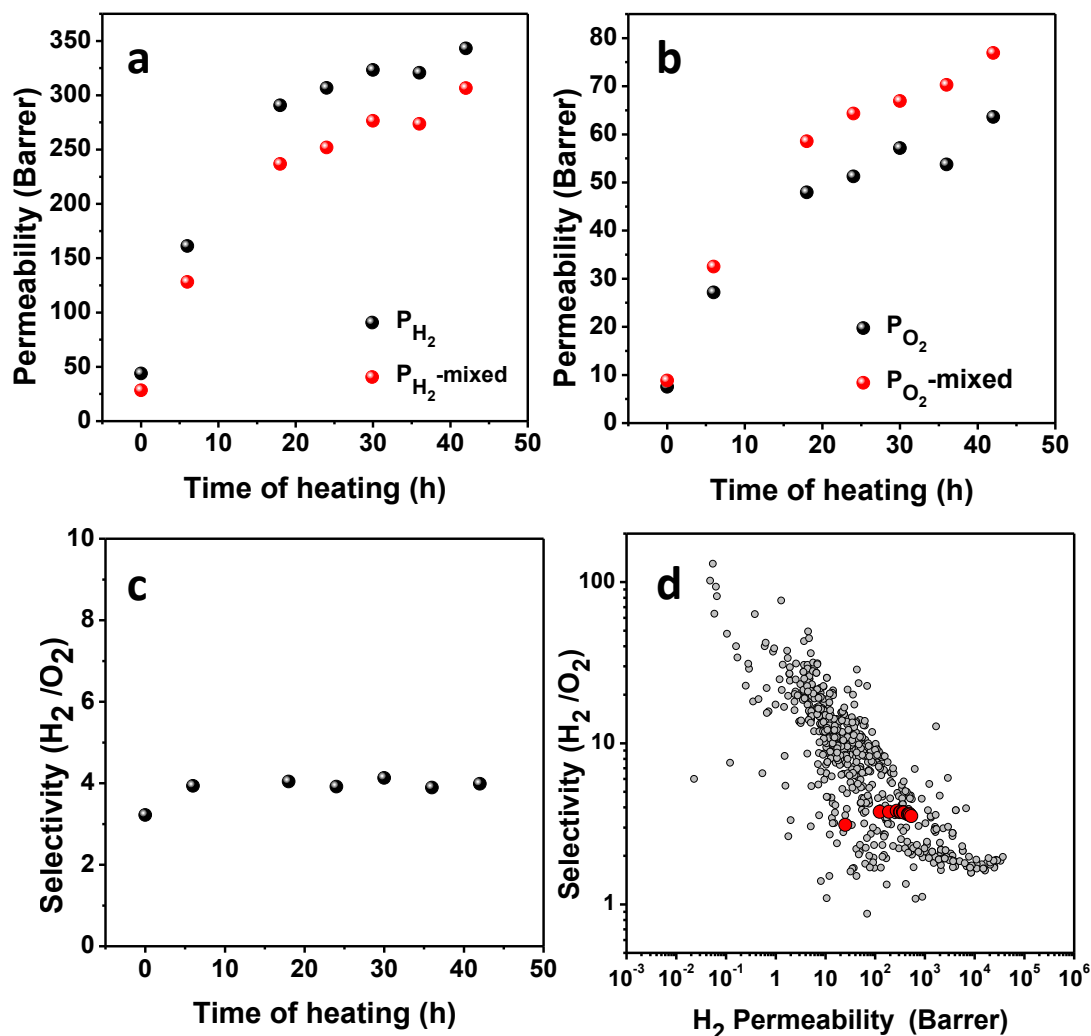 a
Permeability (Barrer)
350
300
250
200
150
100
50
0
P_H2
P_H2-mixed
0 10 20 30 40 50
Time of heating (h)
b
Permeability (Barrer)
80
70
60
50
40
30
20
10
0
P_O2
P_O2-mixed
0 10 20 30 40 50
Time of heating (h)
c
Selectivity (H2 /O2)
10
8
6
4
2
0
0 10 20 30 40 50
Time of heating (h)
d
Selectivity (H2 /O2)
100
10
1
10^-3 10^-2 10^-1 1 10 10^2 10^3 10^4 10^5 10^6
H2 Permeability (Barrer)